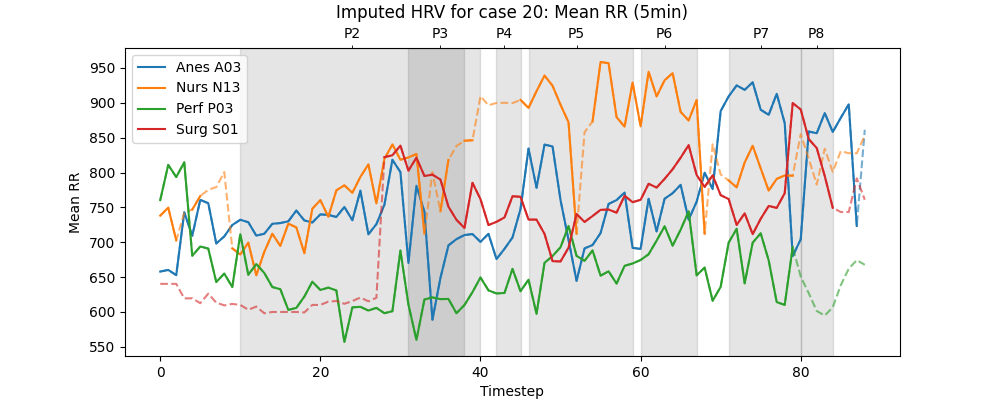 Imputed HRV for case 20: Mean RR (5min)
P2 P3 P4 P5 P6 P7 P8
Anes A03
Nurs N13
Perf P03
Surg S01
950
900
850
800
750
700
650
600
550
Mean RR
0 20 40 60 80
Timestep